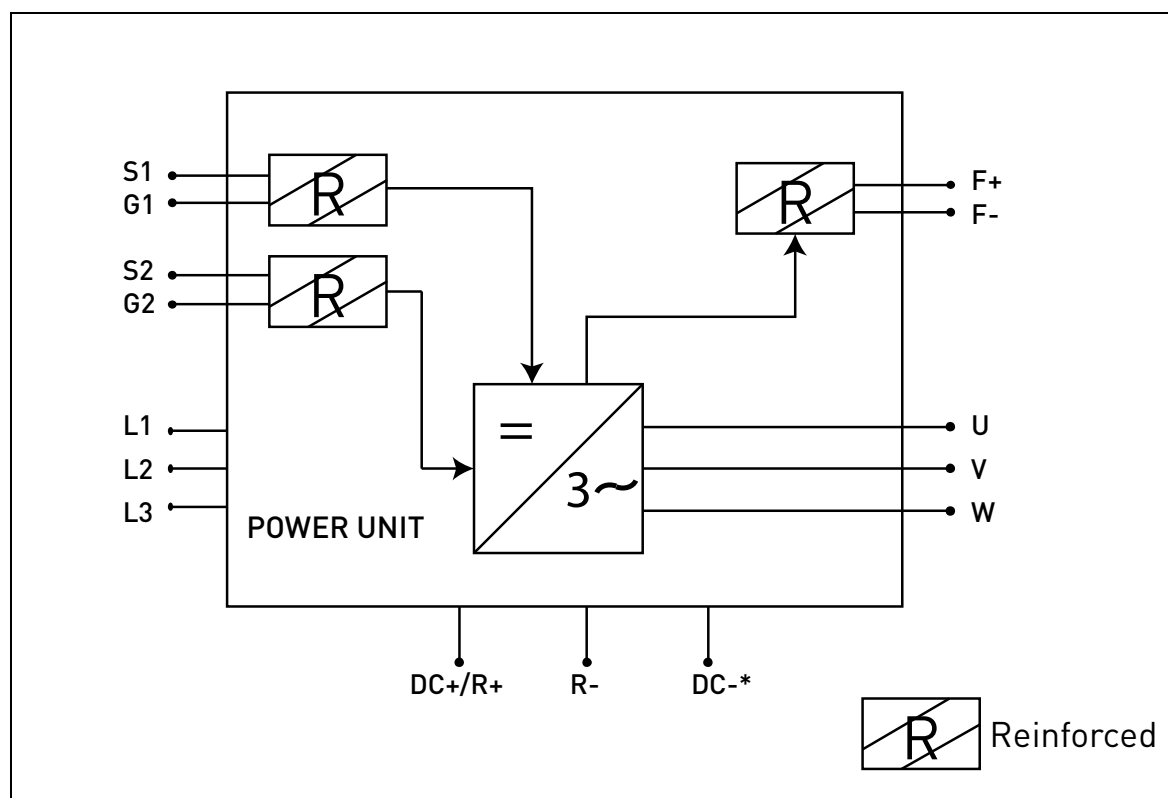 S1
G1
R
S2
G2
R
R
F+
F-
L1
L2
L3
POWER UNIT
=
3~
U
V
W
DC+/R+
R-
DC-*
R Reinforced